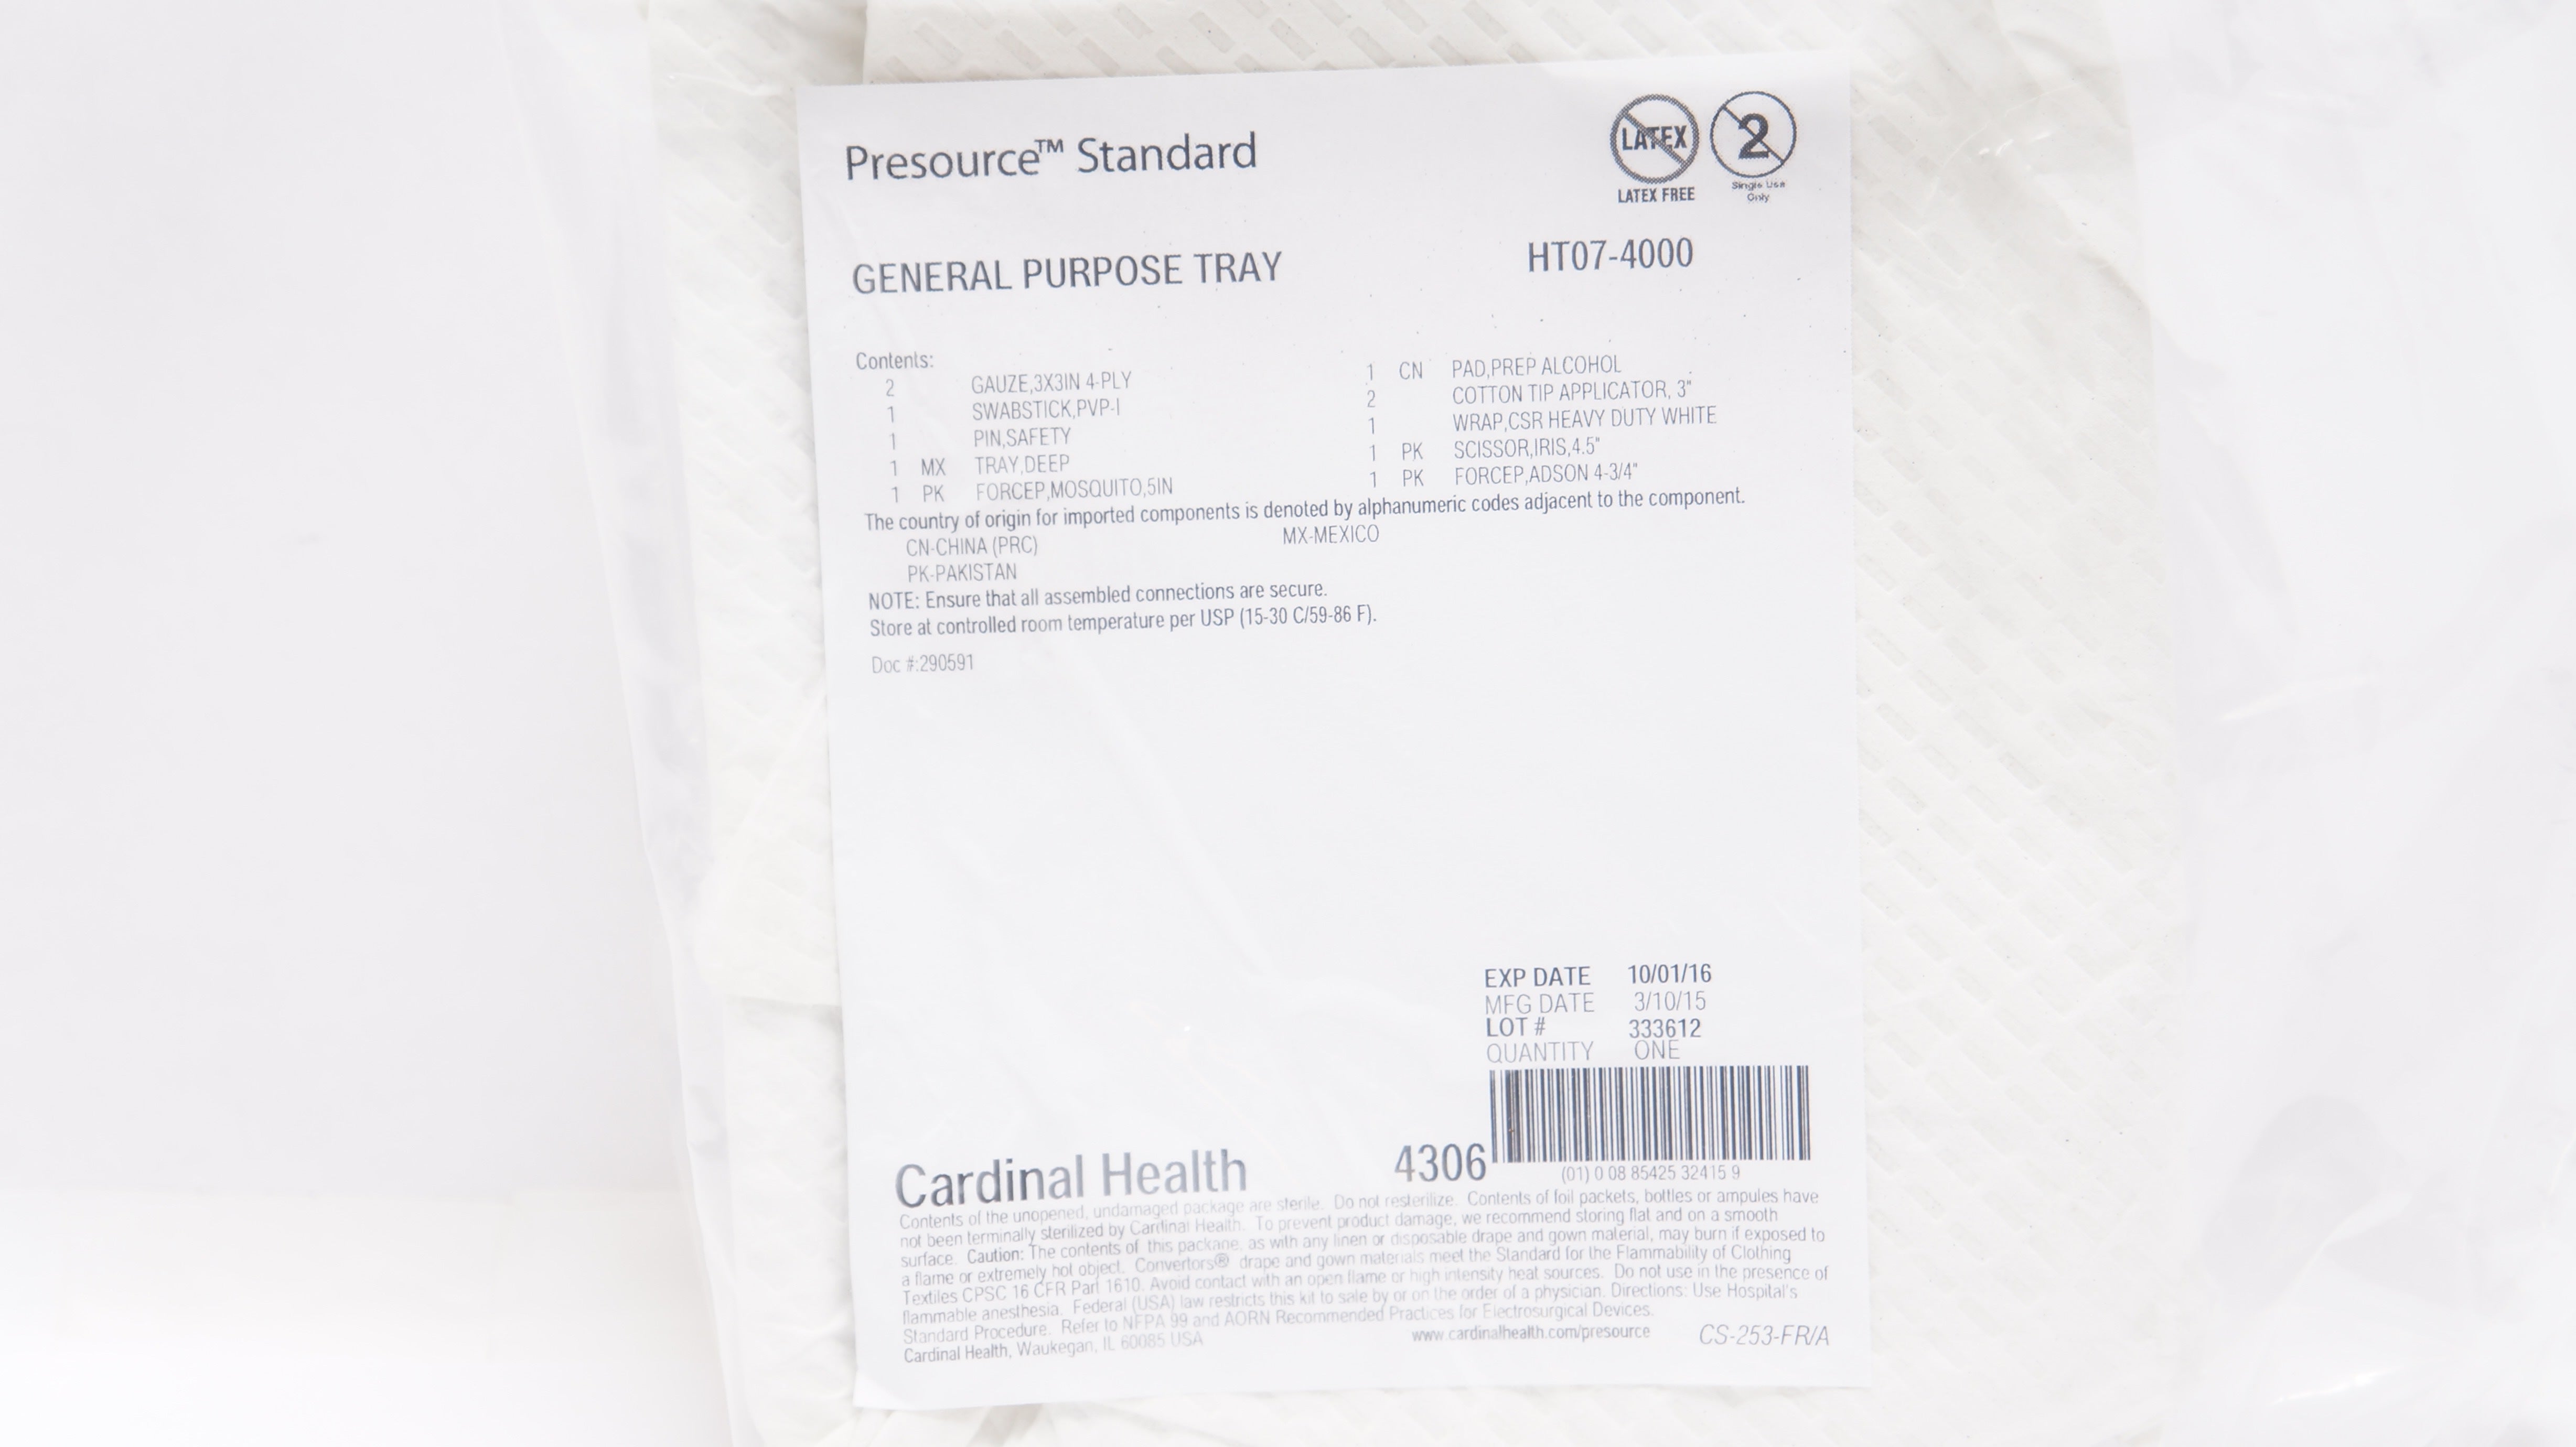 Presource™ Standard
LATEX
LATEX FREE
2
Single Use
Only
GENERAL PURPOSE TRAY HT07-4000
Contents:
2 GAUZE,3X3IN 4-PLY
1 SWABSTICK,PVP-I
1 PIN,SAFETY
1 MX TRAY,DEEP
1 PK FORCEP,MOSQUITO,5IN
1 CN PAD,PREP ALCOHOL
2 COTTON TIP APPLICATOR, 3"
1 WRAP,CSR HEAVY DUTY WHITE
1 PK SCISSOR,IRIS,4.5"
1 PK FORCEP,ADSON 4-3/4"
The country of origin for imported components is denoted by alphanumeric codes adjacent to the component.
CN-CHINA (PRC) MX-MEXICO
PK-PAKISTAN
NOTE: Ensure that all assembled connections are secure.
Store at controlled room temperature per USP (15-30 C/59-86 F).
Doc #:290591
EXP DATE 10/01/16
MFG DATE 3/10/15
LOT # 333612
QUANTITY ONE
(01) 0 08 85425 32415 9
Cardinal Health 4306
Contents of the unopened, undamaged package are sterile. Do not resterilize. Contents of foil packets, bottles or ampules have
not been terminally sterilized by Cardinal Health. To prevent product damage, we recommend storing flat and on a smooth
surface. Caution: The contents of this package, as with any linen or disposable drape and gown material, may burn if exposed to
a flame or extremely hot object. Convertors® drape and gown materials meet the Standard for the Flammability of Clothing
Textiles CPSC 16 CFR Part 1610. Avoid contact with an open flame or high intensity heat sources. Do not use in the presence of
flammable anesthesia. Federal (USA) law restricts this kit to sale by or on the order of a physician. Directions: Use Hospital's
Standard Procedure. Refer to NFPA 99 and AORN Recommended Practices for Electrosurgical Devices.
Cardinal Health, Waukegan, IL 60085 USA www.cardinalhealth.com/presource CS-253-FR/A